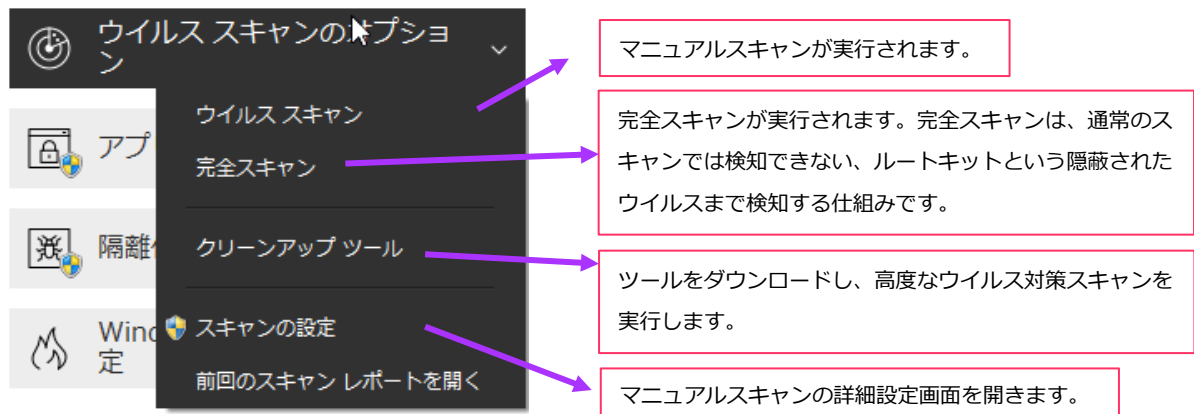 ウイルス スキャンのオプショ
ン
ウイルス スキャン
完全スキャン
クリーンアップ ツール
スキャンの設定
前回のスキャン レポートを開く
アプ
隔離
Wind
定
マニュアルスキャンが実行されます。
完全スキャンが実行されます。完全スキャンは、通常のス
キャンでは検知できない、ルートキットという隠蔽された
ウイルスまで検知する仕組みです。
ツールをダウンロードし、高度なウイルス対策スキャンを
実行します。
マニュアルスキャンの詳細設定画面を開きます。